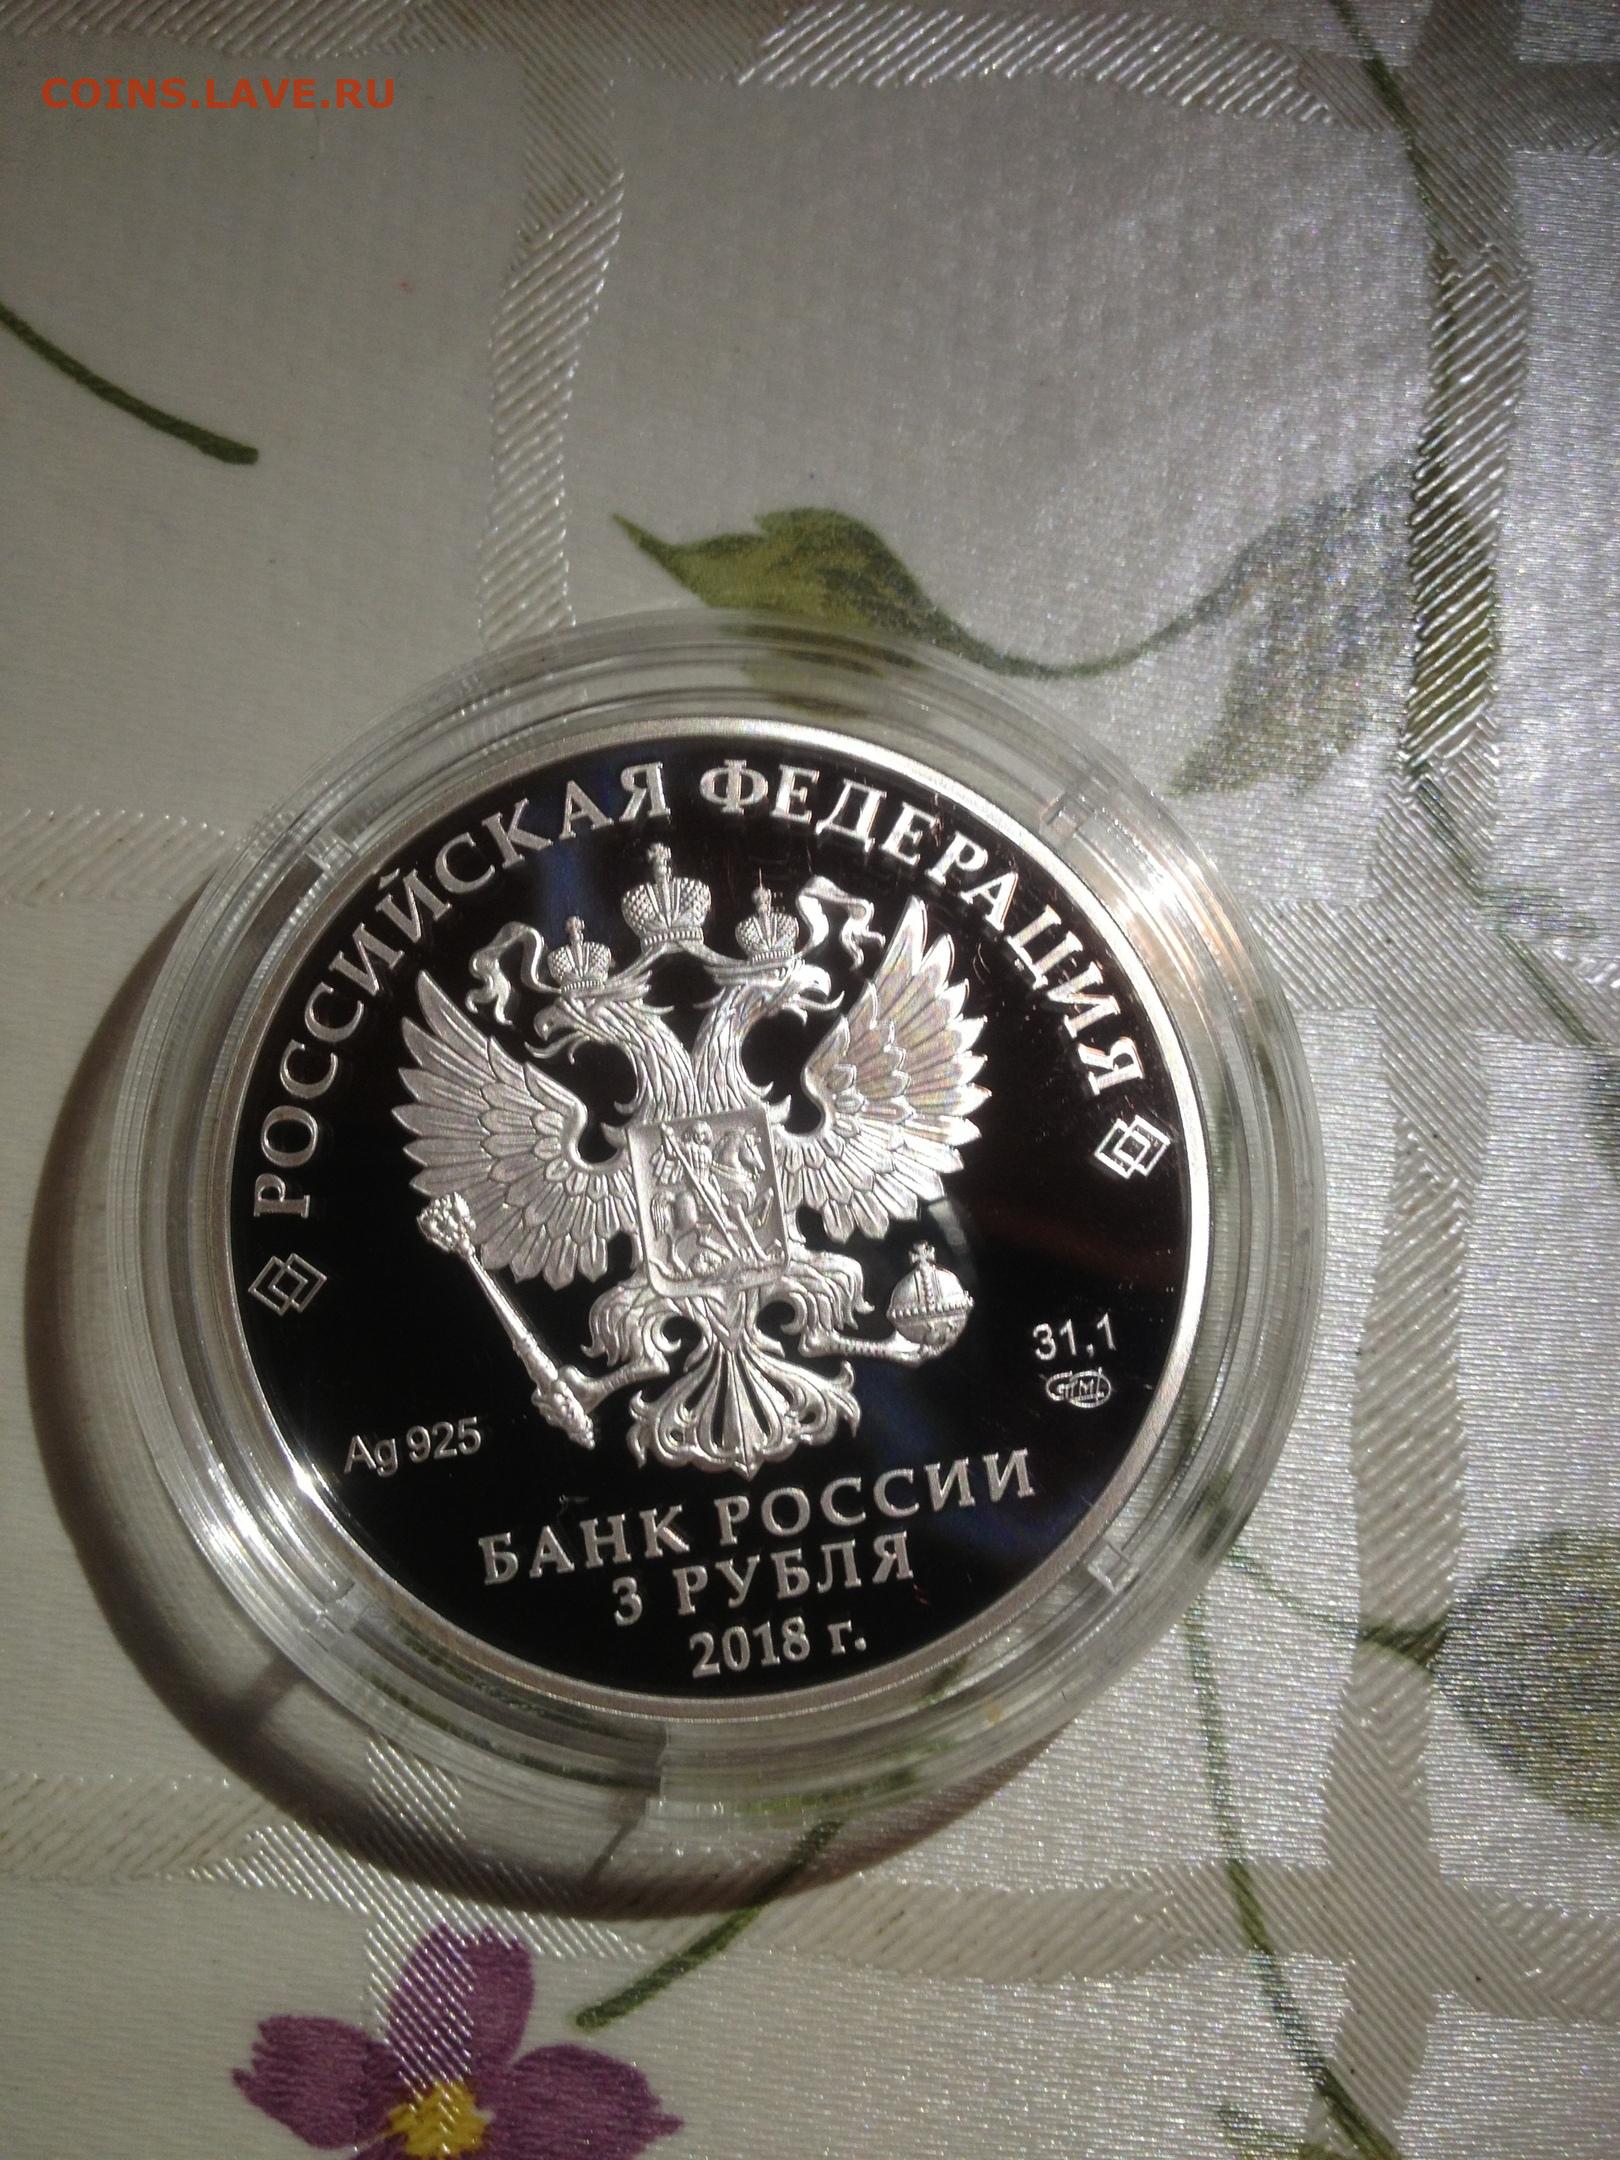 COINS.LAVE.RU
РОССИЙСКАЯ ФЕДЕРАЦИЯ
31,1
Ag 925
БАНК РОССИИ
3 РУБЛЯ
2018 г.